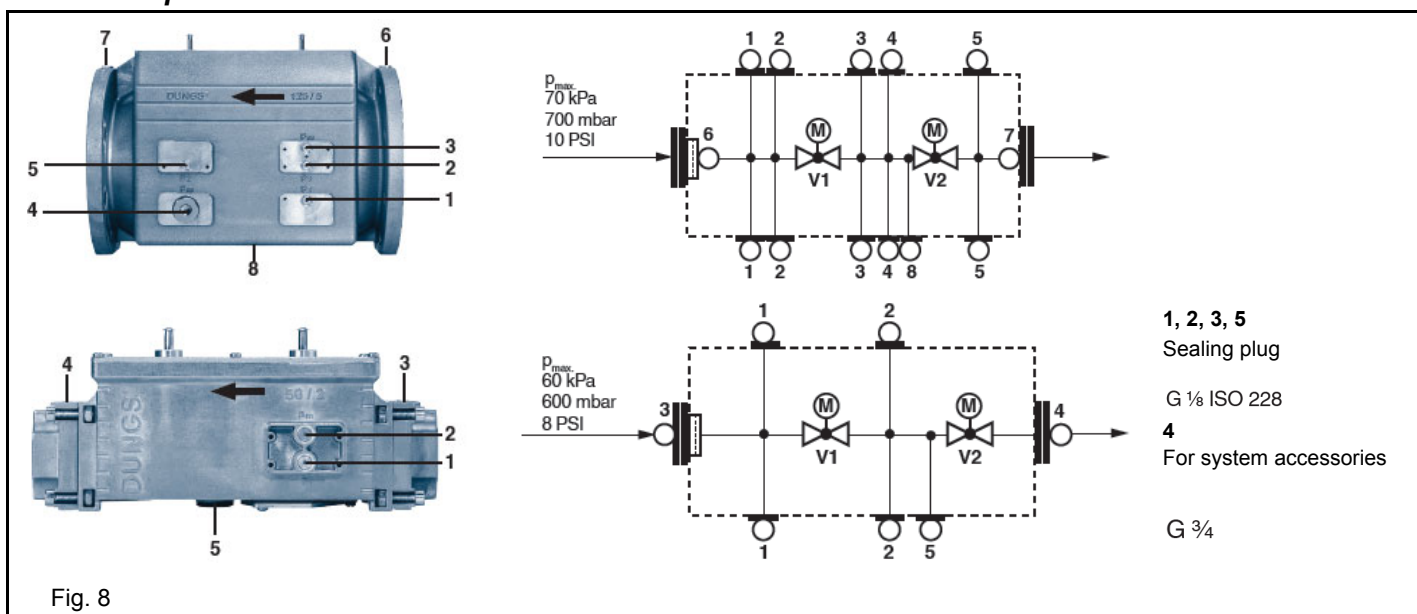 7
6
DUNGS
125/5
5
4
3
2
1
8
1 2 3 4 5
pmax.
70 kPa
700 mbar
10 PSI
6
M
V1
M
V2
7
1 2 3 4 8 5
4
3
DUNGS
2
1
5
1 2
pmax.
60 kPa
600 mbar
8 PSI
3
M
V1
M
V2
4
1 2 5
1, 2, 3, 5
Sealing plug
G ⅛ ISO 228
4
For system accessories
G ¾
Fig. 8